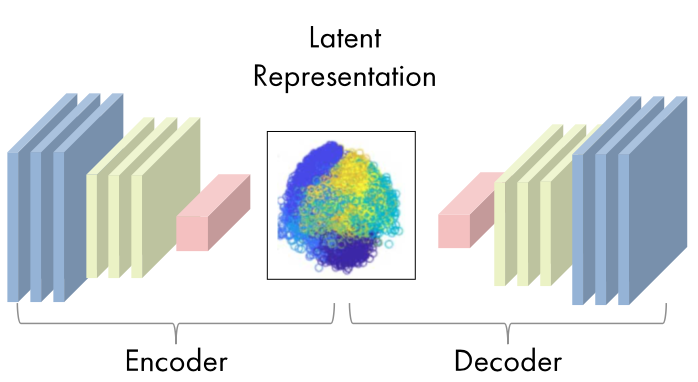 Latent
Representation
Encoder
Decoder